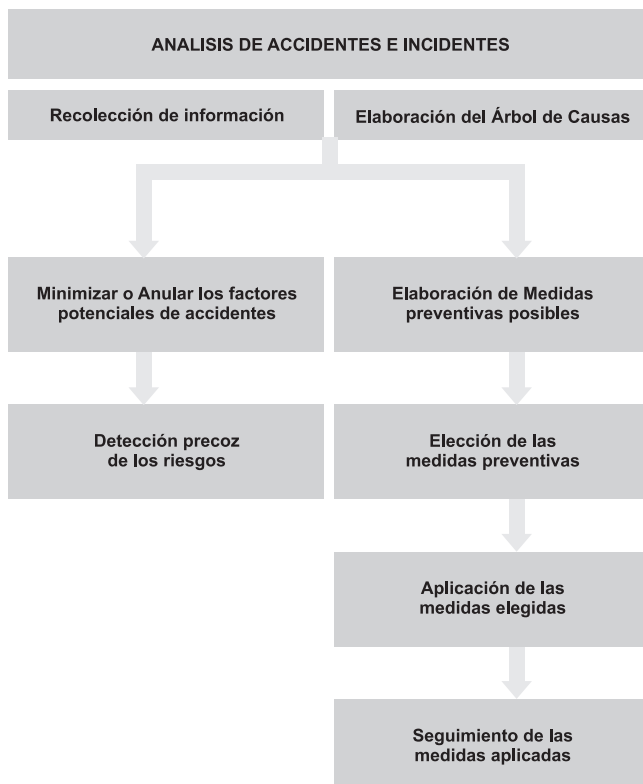 ANALISIS DE ACCIDENTES E INCIDENTES
Recolección de información
Elaboración del Árbol de Causas
Minimizar o Anular los factores
potenciales de accidentes
Elaboración de Medidas
preventivas posibles
Detección precoz
de los riesgos
Elección de las
medidas preventivas
Aplicación de las
medidas elegidas
Seguimiento de las
medidas aplicadas